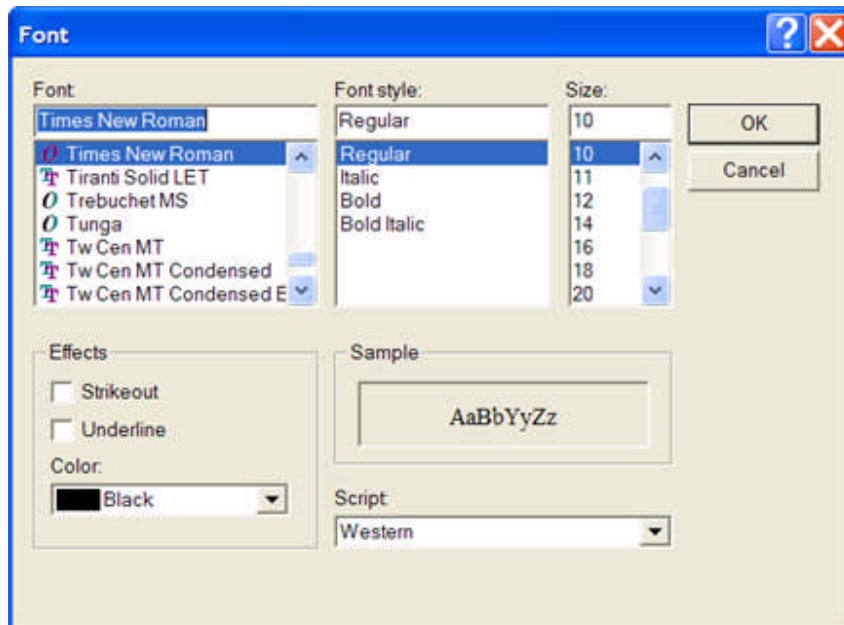 Font
Font: Font style: Size:
Times New Roman Regular 10 OK
Times New Roman Regular 10 Cancel
Tiranti Solid LET Italic 11
Trebuchet MS Bold 12
Tunga Bold Italic 14
Tw Cen MT 16
Tw Cen MT Condensed 18
Tw Cen MT Condensed E 20
Effects Sample
Strikeout
AaBbYyZz
Underline
Color:
Black
Script:
Western